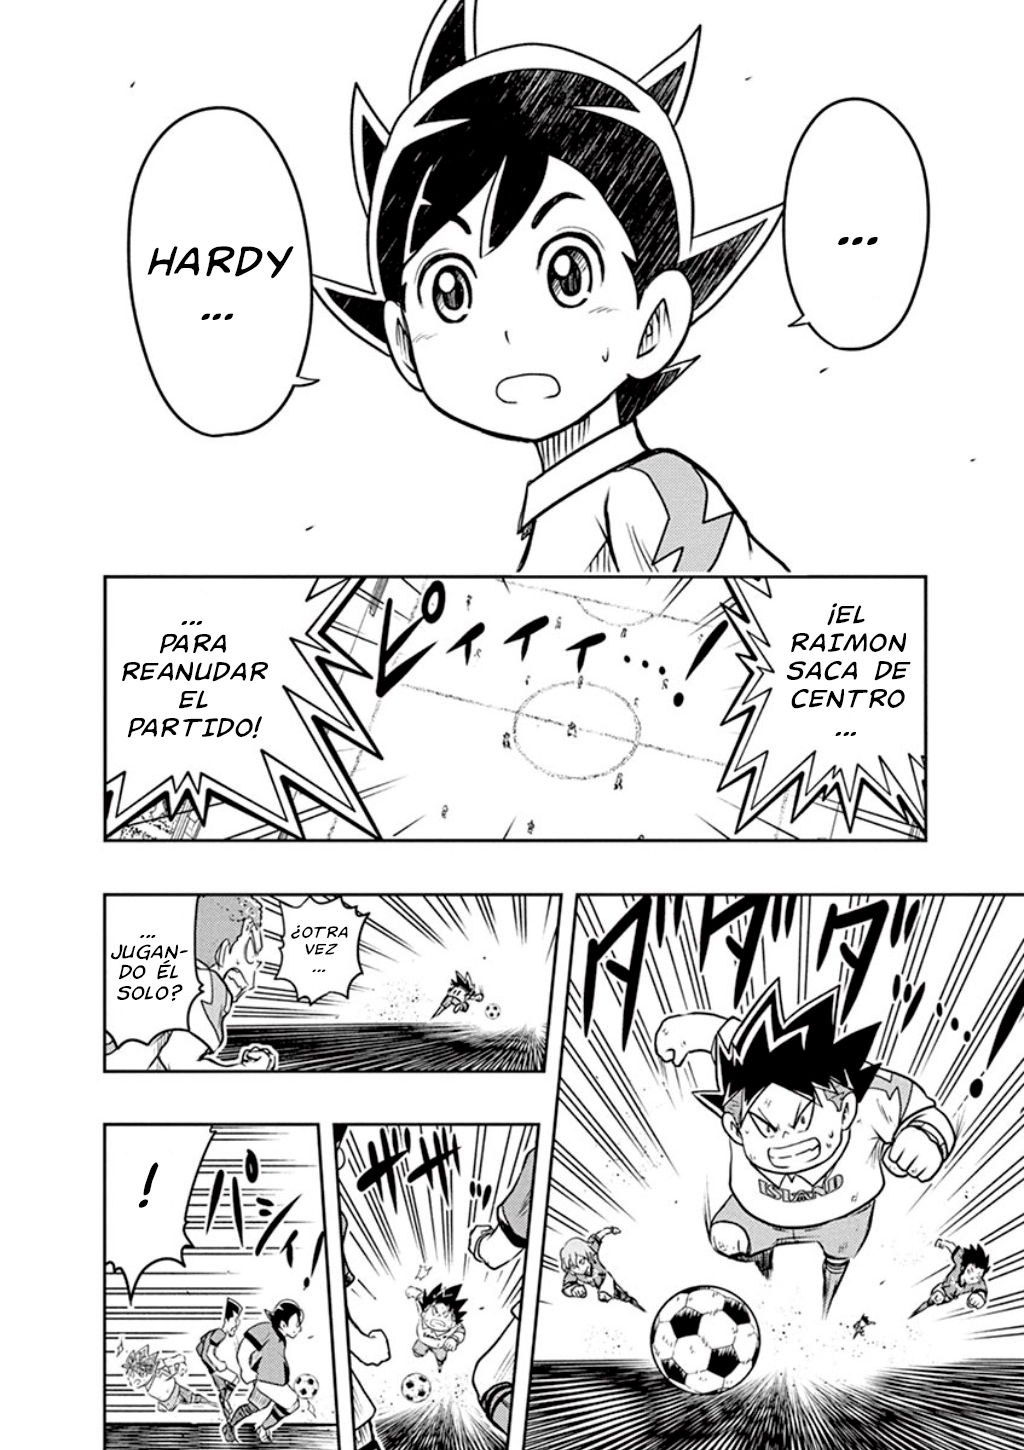 ...
HARDY
...
¡EL
RAIMON
SACA DE
CENTRO
...
ピィィィ...!
...
PARA
REANUDAR
EL
PARTIDO!
¿OTRA
VEZ
...
...
JUGAN-
DO ÉL
SOLO?
ダダダ...!
ISLAND
ザザッ
パシィ!
!